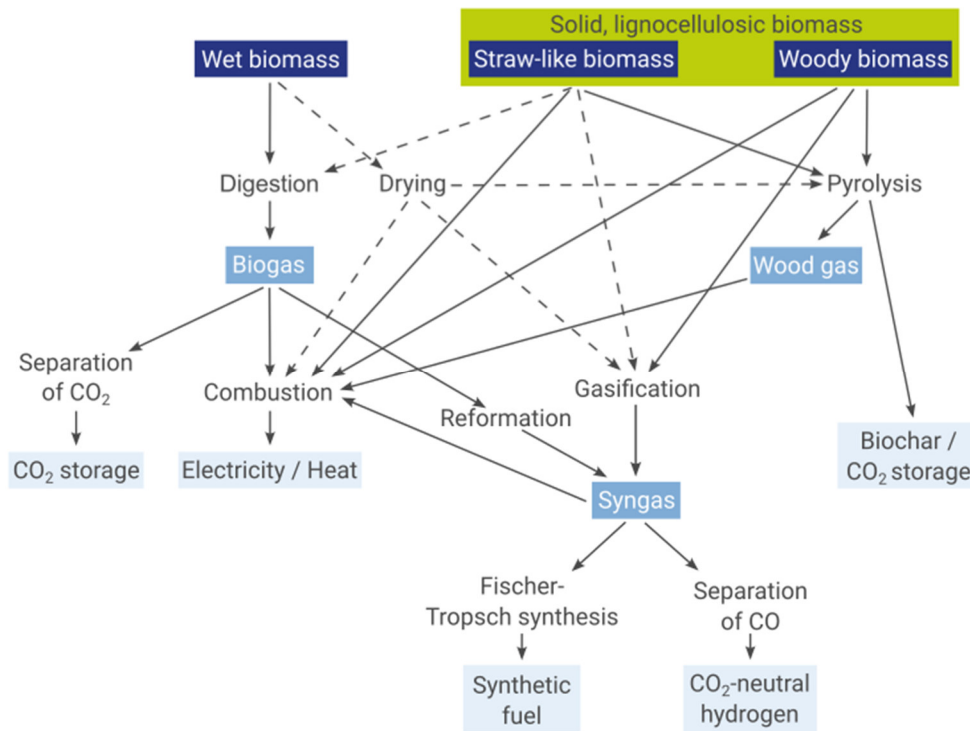 Solid, lignocellulosic biomass
Wet biomass
Straw-like biomass
Woody biomass
Digestion
Drying
Pyrolysis
Biogas
Wood gas
Separation
of CO₂
Combustion
Reformation
Gasification
CO₂ storage
Electricity / Heat
Biochar /
CO₂ storage
Syngas
Fischer-
Tropsch synthesis
Separation
of CO
Synthetic
fuel
CO₂-neutral
hydrogen